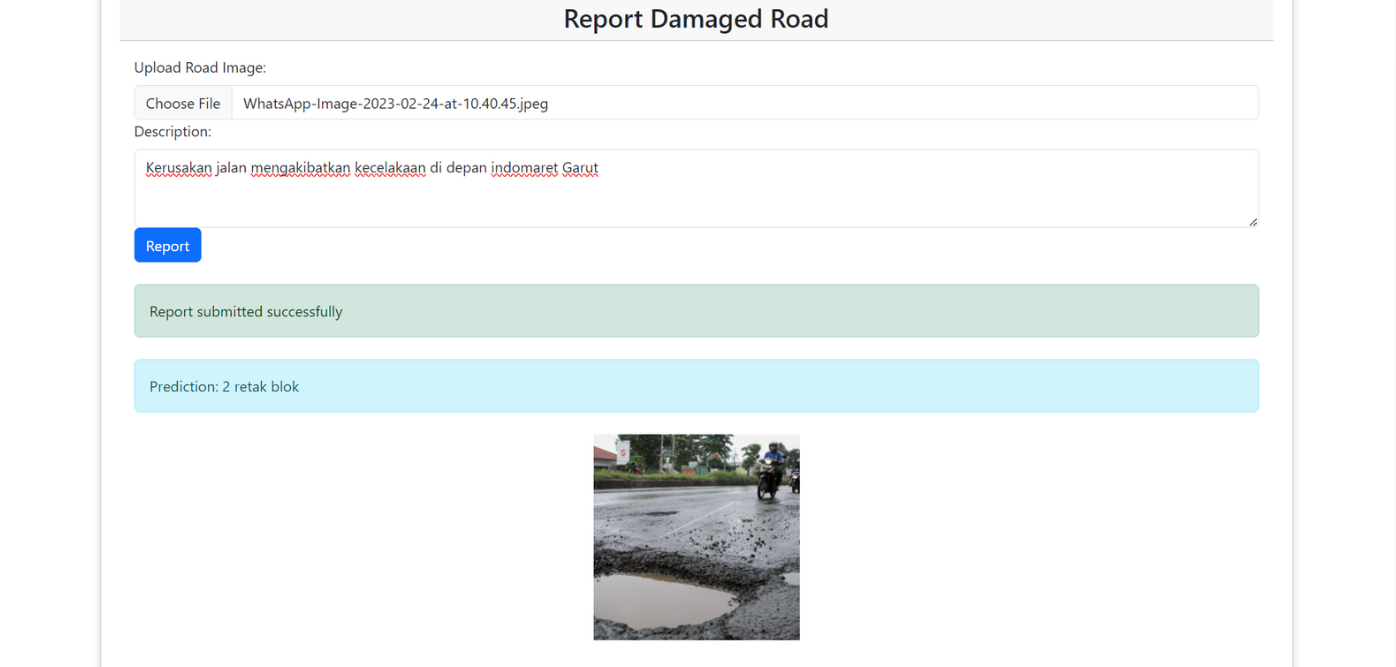 Report Damaged Road
Upload Road Image:
Choose File WhatsApp-Image-2023-02-24-at-10.40.45.jpeg
Description:
Kerusakan jalan mengakibatkan kecelakaan di depan indomaret Garut
Report
Report submitted successfully
Prediction: 2 retak blok